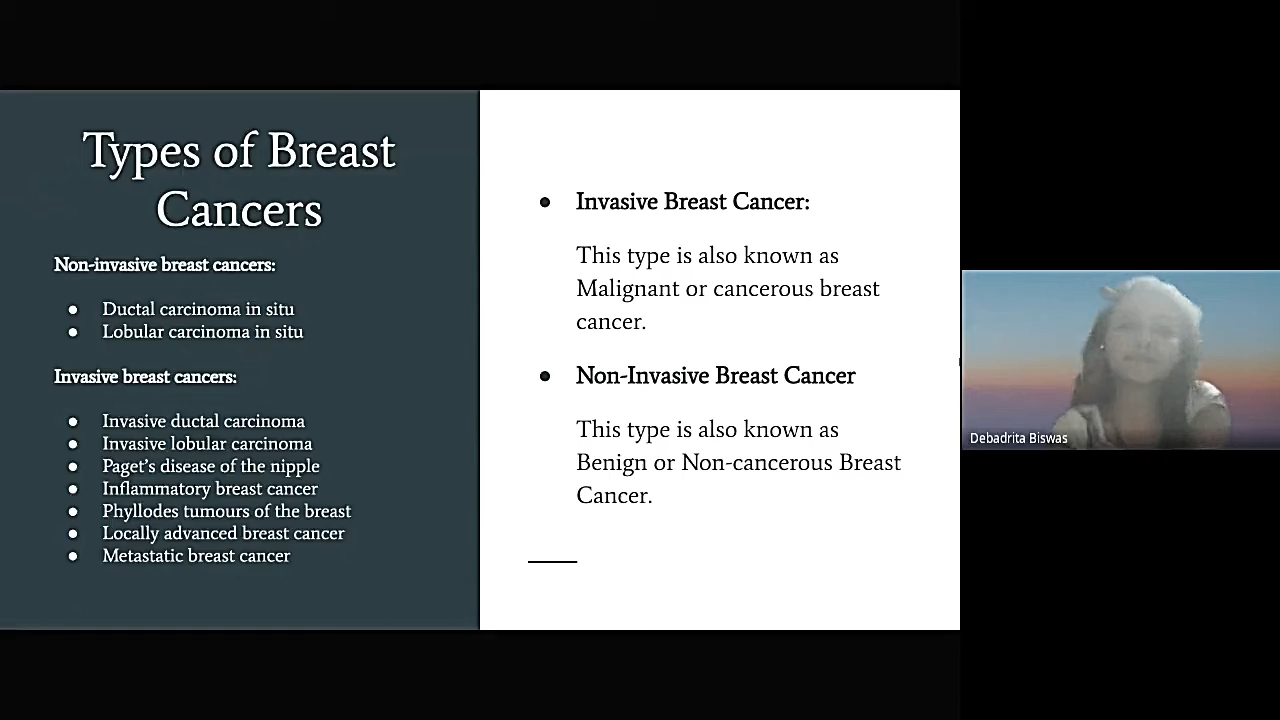 Types of Breast
Cancers
Non-invasive breast cancers:
● Ductal carcinoma in situ
● Lobular carcinoma in situ
Invasive breast cancers:
● Invasive ductal carcinoma
● Invasive lobular carcinoma
● Paget's disease of the nipple
● Inflammatory breast cancer
● Phyllodes tumours of the breast
● Locally advanced breast cancer
● Metastatic breast cancer
● Invasive Breast Cancer:
This type is also known as
Malignant or cancerous breast
cancer.
● Non-Invasive Breast Cancer
This type is also known as
Benign or Non-cancerous Breast
Cancer.
Debadrita Biswas